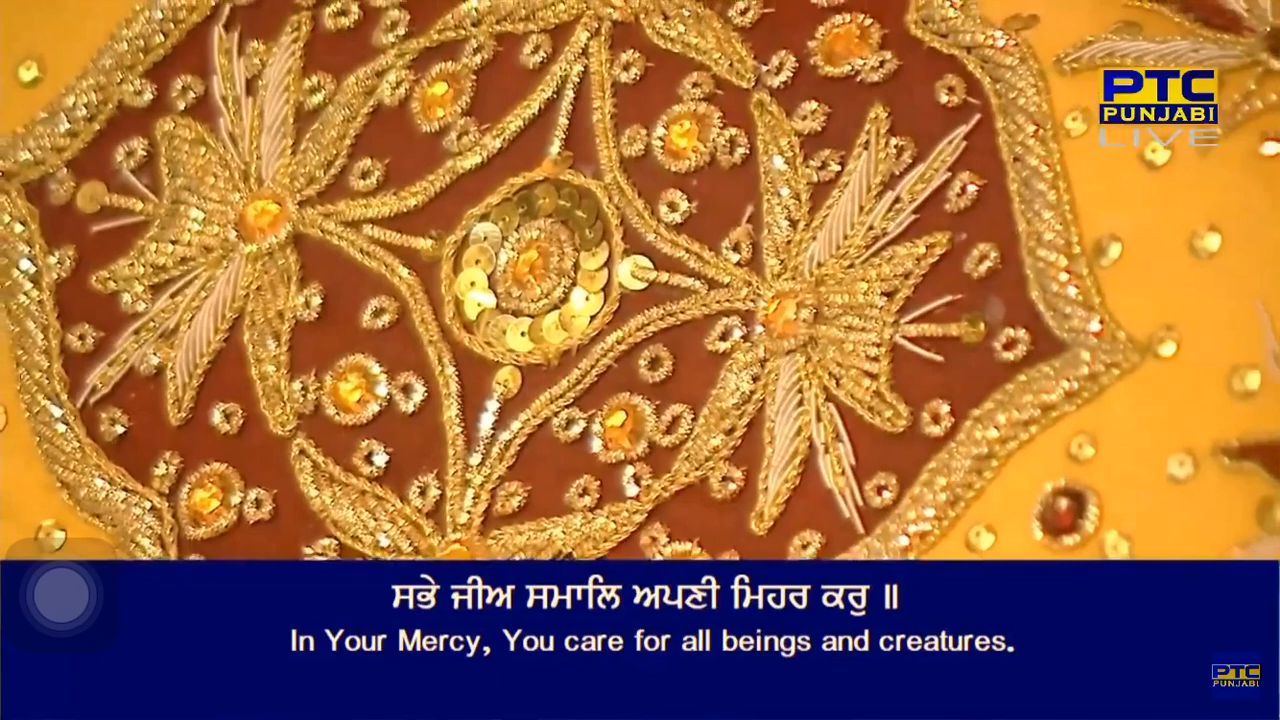 PTC
PUNJABI
LIVE
ਸਭੇ ਜੀਅ ਸਮਾਲਿ ਅਪਣੀ ਮਿਹਰ ਕਰੁ ॥
In Your Mercy, You care for all beings and creatures.
PTC
PUNJABI